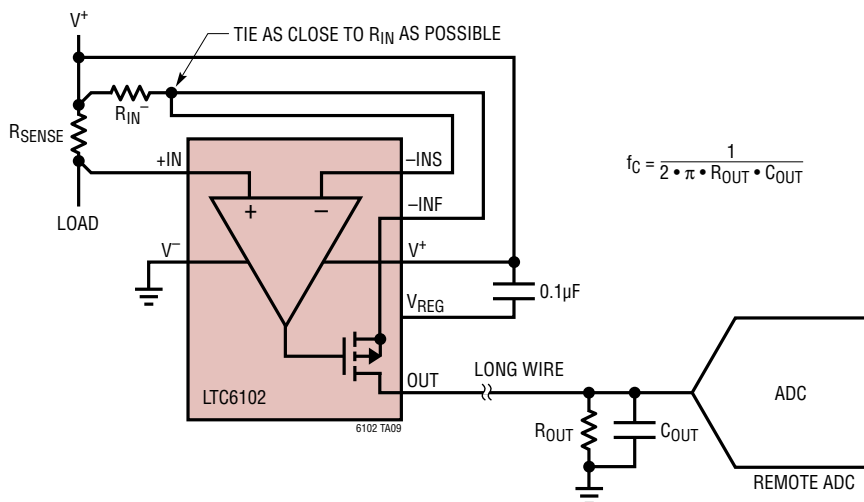 V+
TIE AS CLOSE TO RIN AS POSSIBLE
RIN–
RSENSE
+IN
–INS
fC = 1 / 2 • π • ROUT • COUT
+ –
–INF
LOAD
V–
V+
0.1µF
VREG
OUT
LONG WIRE
ADC
LTC6102
6102 TA09
ROUT
COUT
REMOTE ADC